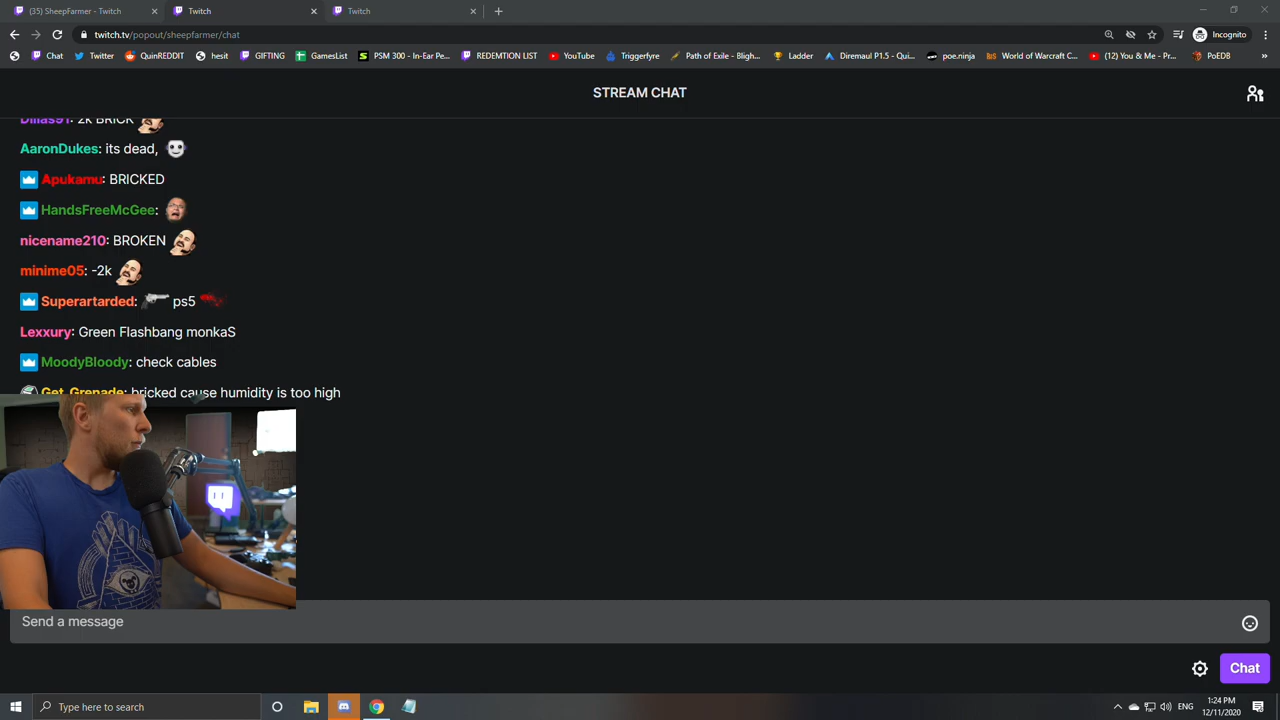 (35) SheepFarmer - Twitch
Twitch
Twitch
twitch.tv/popout/sheepfarmer/chat
Incognito
Chat
Twitter
QuinREDDIT
hesit
GIFTING
GamesList
PSM 300 - In-Ear Pe...
REDEMTION LIST
YouTube
Triggerfyre
Path of Exile - Bligh...
Ladder
Diremaul P1.5 - Qui...
poe.ninja
World of Warcraft C...
(12) You & Me - Pr...
PoEDB
»
STREAM CHAT
Dillas91: 2k BRICK
AaronDukes: its dead,
Apukamu: BRICKED
HandsFreeMcGee:
nicename210: BROKEN
minime05: -2k
Superartarded: ps5
Lexxury: Green Flashbang monkaS
MoodyBloody: check cables
Get_Grenade: bricked cause humidity is too high
Send a message
Chat
Type here to search
ENG
1:24 PM
12/11/2020